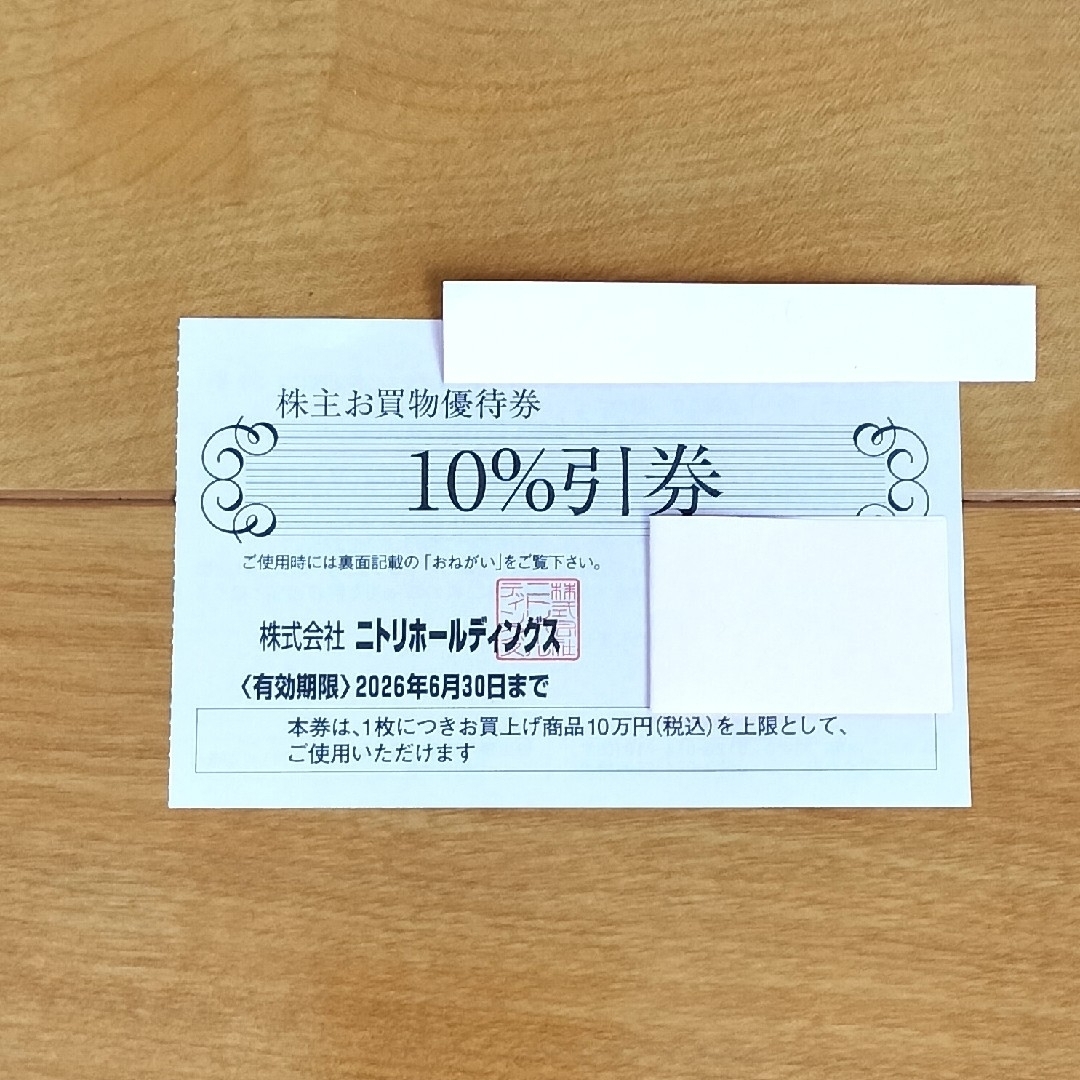 株主お買物優待券
10%引券
ご使用時には裏面記載の「おねがい」をご覧下さい。
株式会社 ニトリホールディングス
〈有効期限〉2026年6月30日まで
本券は、1枚につきお買上げ商品10万円(税込)を上限として、
ご使用いただけます